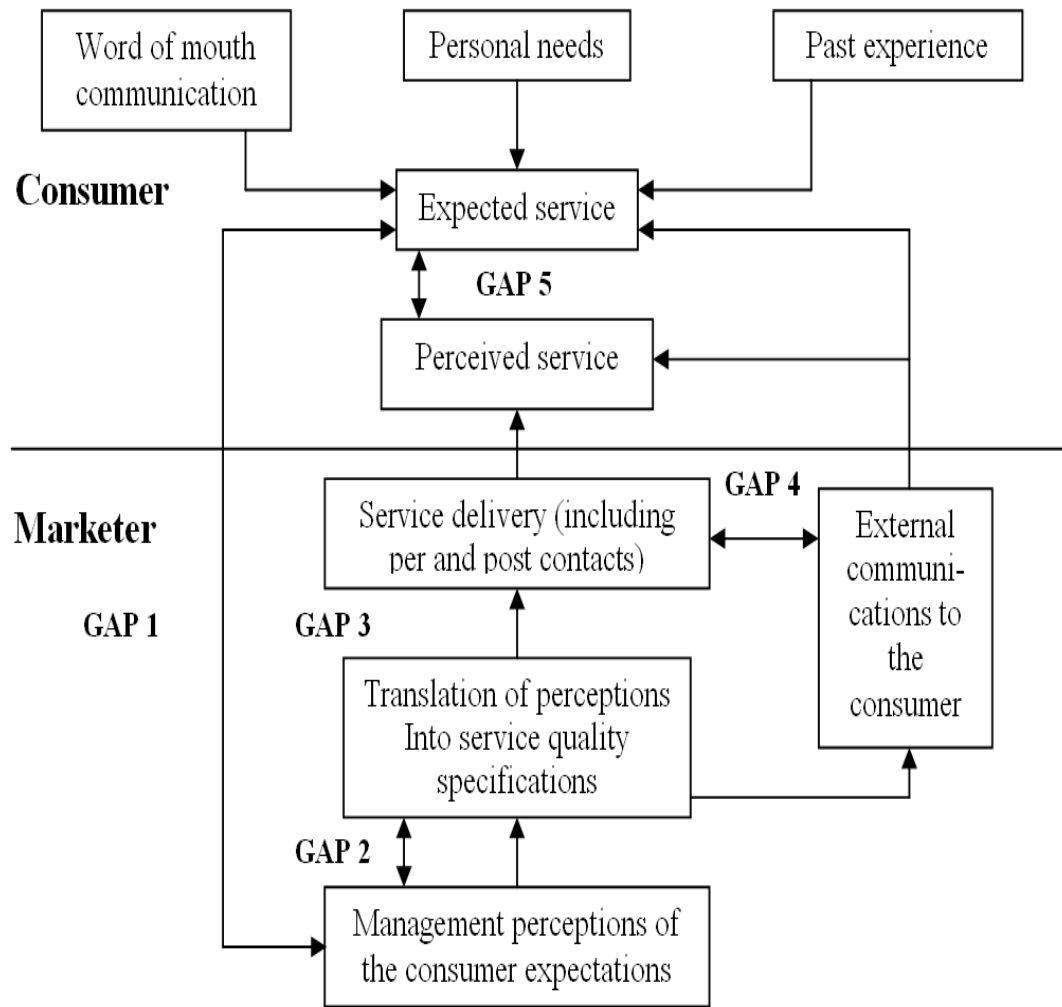 Word of mouth
communication
Personal needs
Past experience
Consumer
Expected service
GAP 5
Perceived service
GAP 4
Marketer
Service delivery (including
per and post contacts)
External
communi-
cations to
the
consumer
GAP 1
GAP 3
Translation of perceptions
Into service quality
specifications
GAP 2
Management perceptions of
the consumer expectations